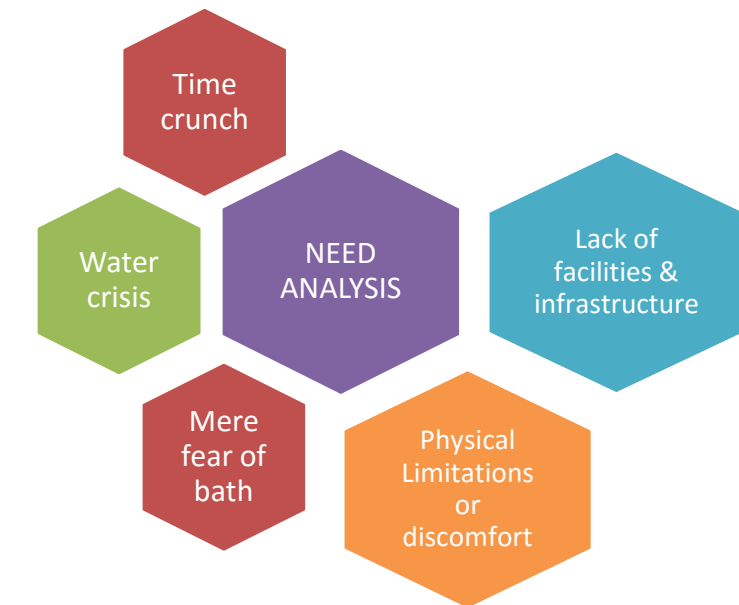 Time
crunch
NEED
ANALYSIS
Lack of
facilities &
infrastructure
Water
crisis
Mere
fear of
bath
Physical
Limitations
or
discomfort